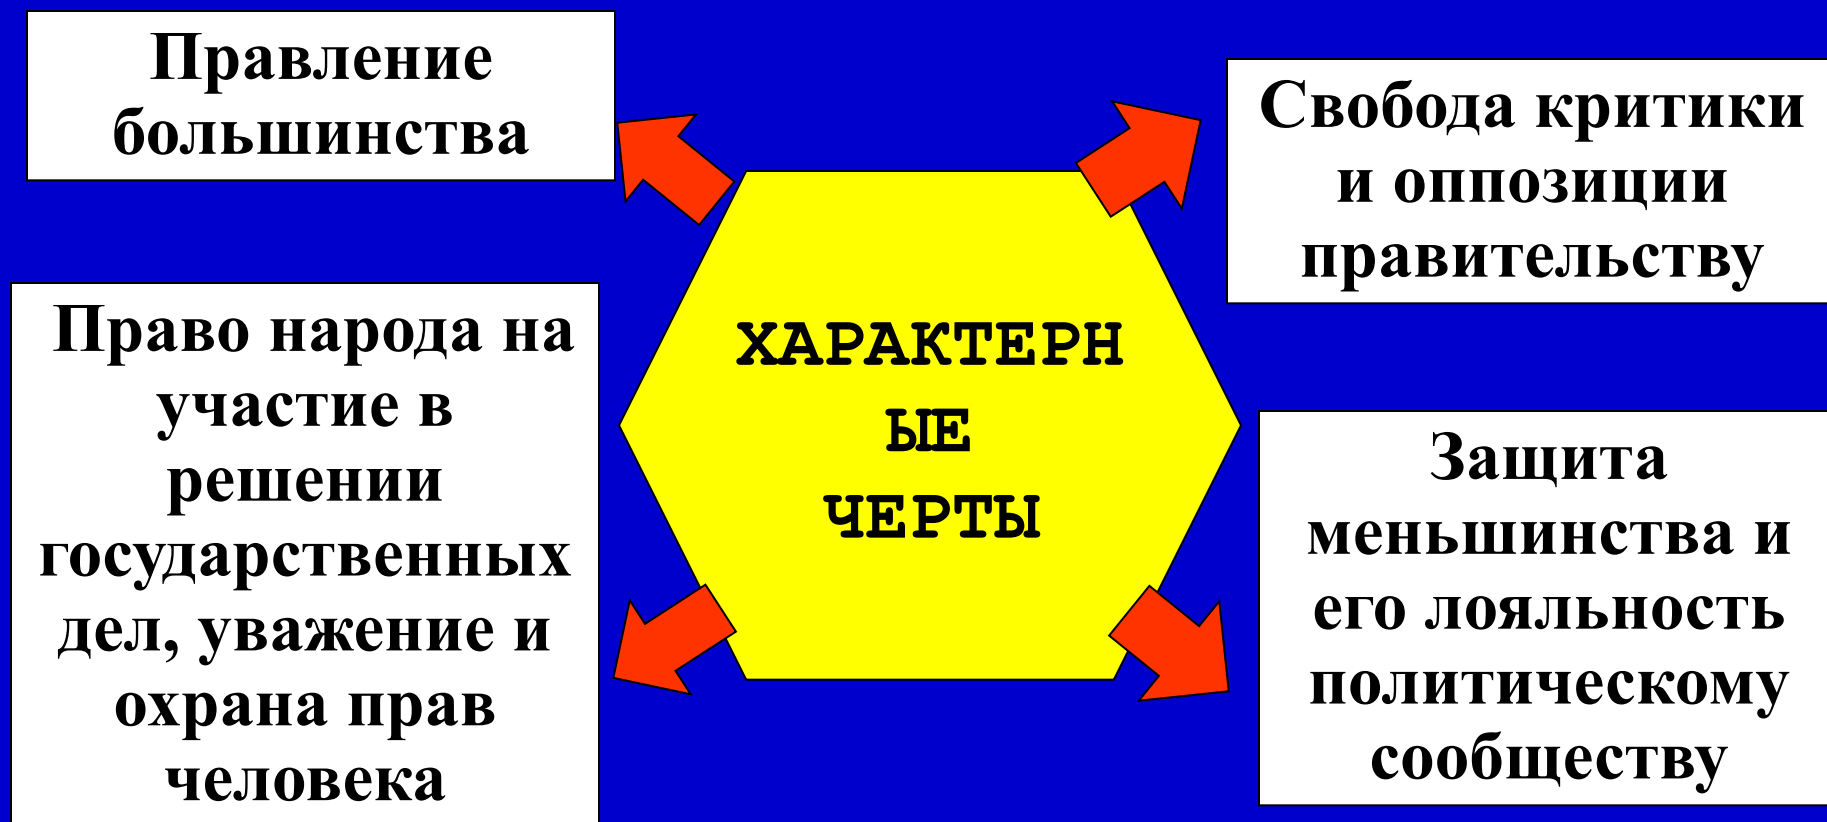 Правление
большинства
Свобода критики
и оппозиции
правительству
Право народа на
участие в
решении
государственных
дел, уважение и
охрана прав
человека
ХАРАКТЕРН
ЫЕ
ЧЕРТЫ
Защита
меньшинства и
его лояльность
политическому
сообществу